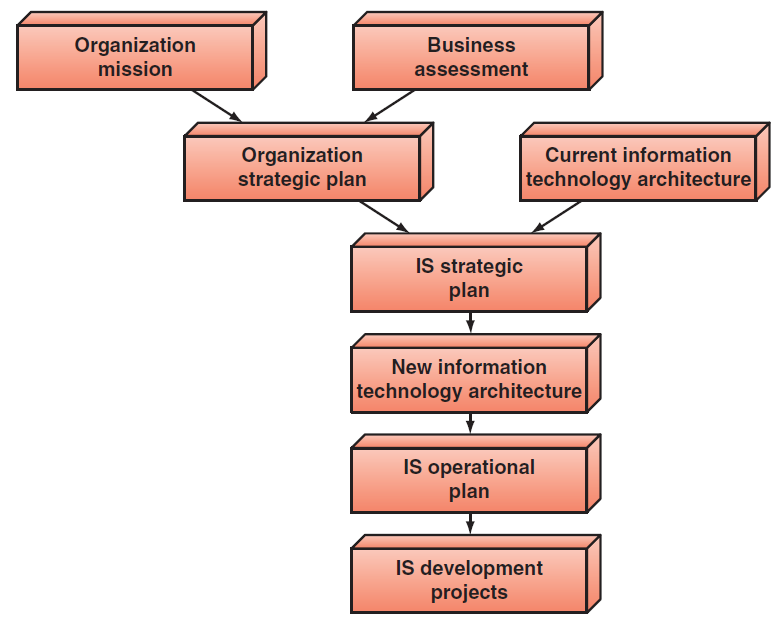 Organization
mission
Business
assessment
Organization
strategic plan
Current information
technology architecture
IS strategic
plan
New information
technology architecture
IS operational
plan
IS development
projects